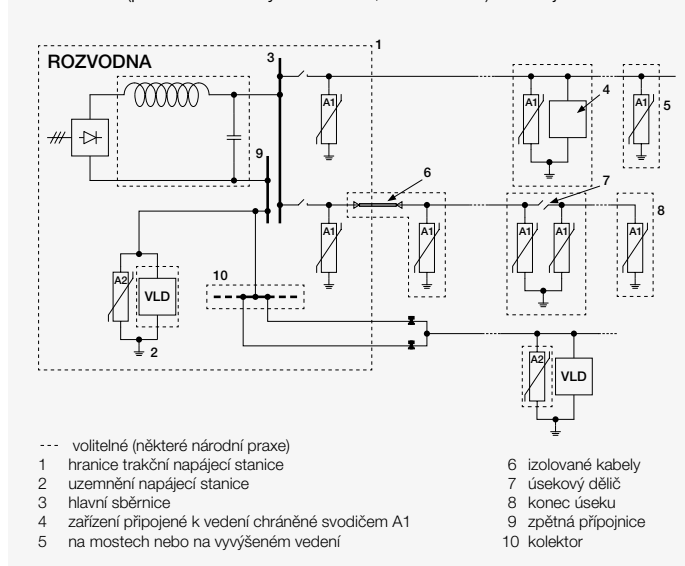 ROZVODNA
1
3
A1
A1
4
A1
5
9
6
7
8
A1
A1
A1
A1
A1
A2
VLD
10
2
A2
VLD
--- volitelné (některé národní praxe)
1 hranice trakční napájecí stanice
2 uzemnění napájecí stanice
3 hlavní sběrnice
4 zařízení připojené k vedení chráněné svodičem A1
5 na mostech nebo na vyvýšeném vedení
6 izolované kabely
7 úsekový dělič
8 konec úseku
9 zpětná přípojnice
10 kolektor